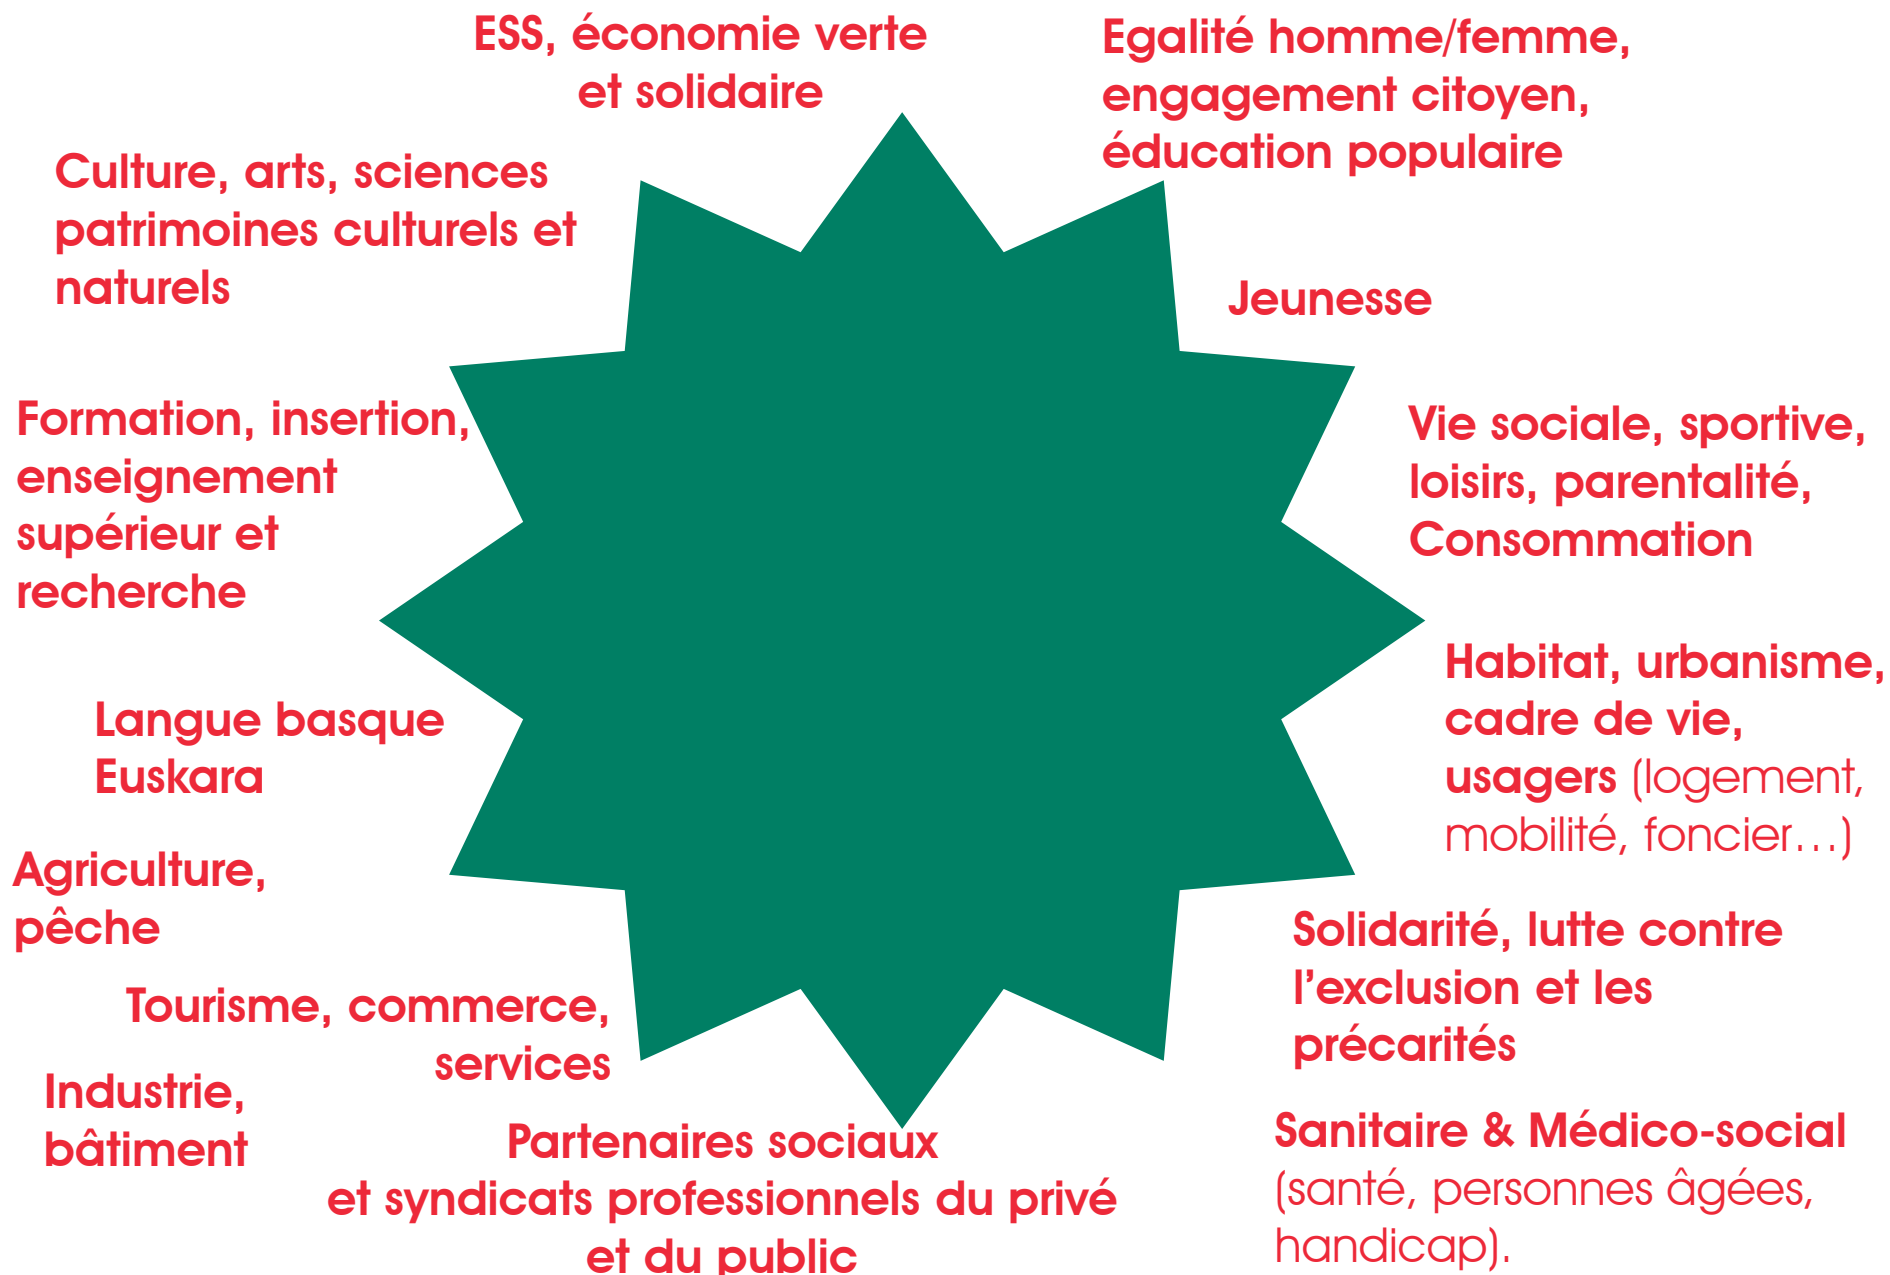 ESS, économie verte
et solidaire
Egalité homme/femme,
engagement citoyen,
éducation populaire
Culture, arts, sciences
patrimoines culturels et
naturels
Jeunesse
Formation, insertion,
enseignement
supérieur et
recherche
Vie sociale, sportive,
loisirs, parentalité,
Consommation
Langue basque
Euskara
Habitat, urbanisme,
cadre de vie,
usagers (logement,
mobilité, foncier…)
Agriculture,
pêche
Solidarité, lutte contre
l’exclusion et les
précarités
Tourisme, commerce,
services
Industrie,
bâtiment
Partenaires sociaux
et syndicats professionnels du privé
et du public
Sanitaire & Médico-social
(santé, personnes âgées,
handicap).